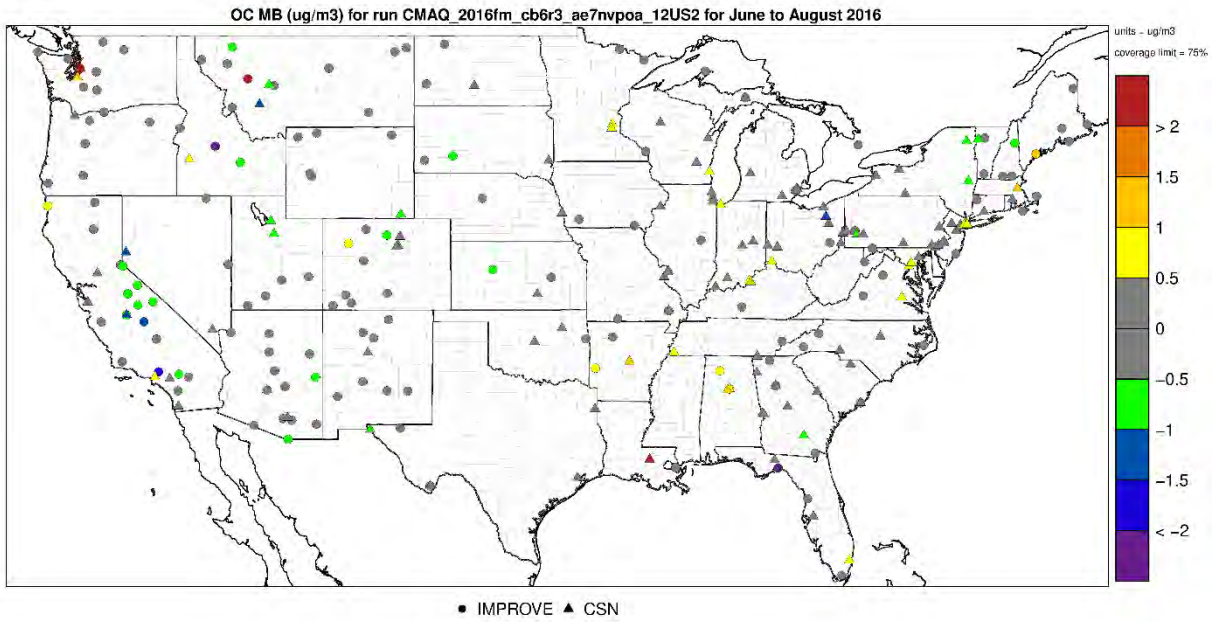 OC MB (ug/m3) for run CMAQ_2016fm_cb6r3_ae7nvpoa_12US2 for June to August 2016
units = ug/m3
coverage limit = 75%
> 2
1.5
1
0.5
0
−0.5
−1
−1.5
< −2
● IMPROVE ▲ CSN